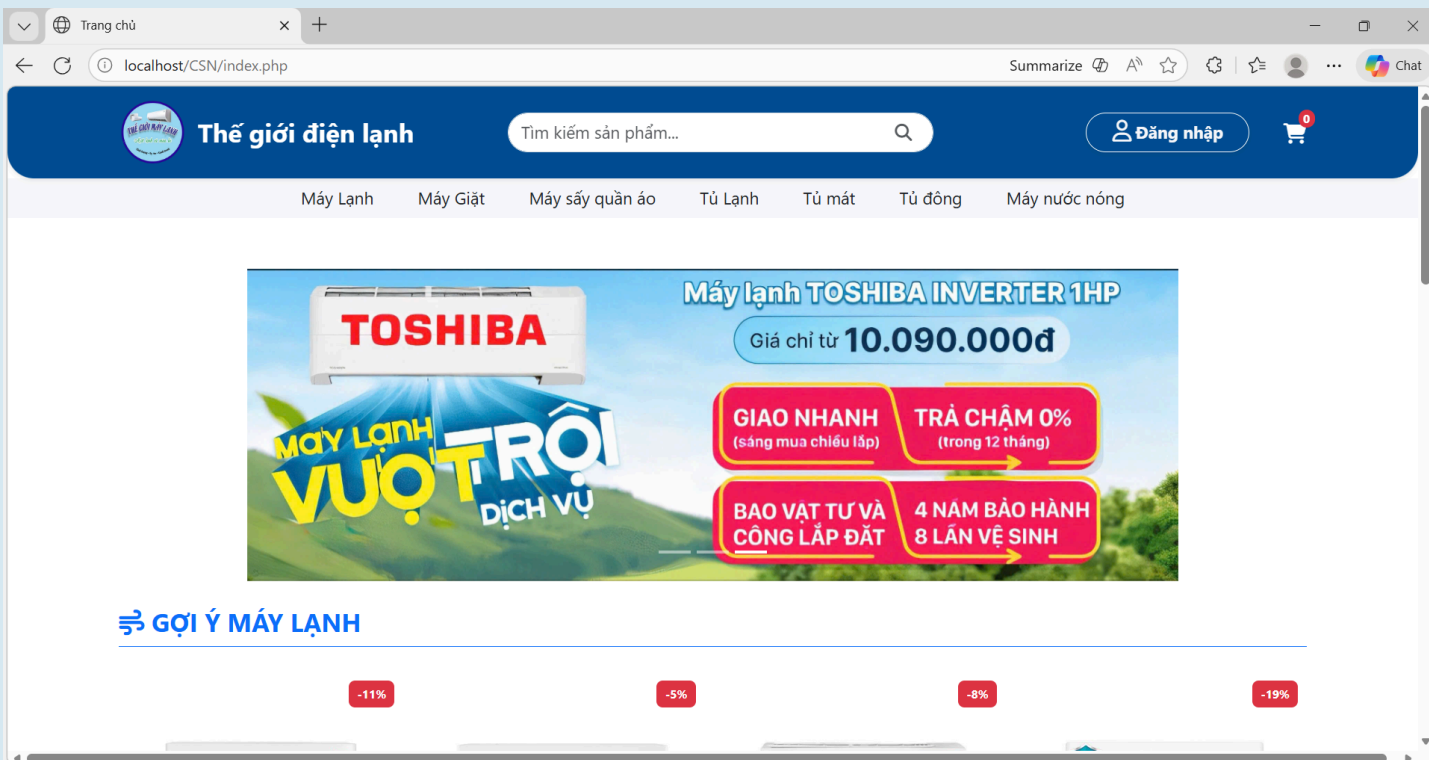 Trang chủ
localhost/CSN/index.php
Summarize
Chat
THẾ GIỚI MÁY LẠNH
Thế giới điện lạnh
Tìm kiếm sản phẩm...
Đăng nhập
0
Máy Lạnh Máy Giặt Máy sấy quần áo Tủ Lạnh Tủ mát Tủ đông Máy nước nóng
TOSHIBA
MÁY LẠNH
VƯỢT TRỘI
DỊCH VỤ
Máy lạnh TOSHIBA INVERTER 1HP
Giá chỉ từ 10.090.000đ
GIAO NHANH
(sáng mua chiều lắp)
TRẢ CHẬM 0%
(trong 12 tháng)
BAO VẬT TƯ VÀ
CÔNG LẮP ĐẶT
4 NĂM BẢO HÀNH
8 LẦN VỆ SINH
GỢI Ý MÁY LẠNH
-11% -5% -8% -19%